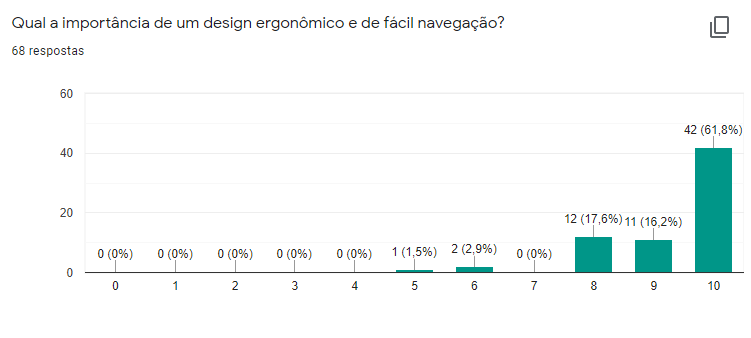 Qual a importância de um design ergonômico e de fácil navegação?
68 respostas
60
40
20
0
0 (0%) 0 (0%) 0 (0%) 0 (0%) 0 (0%) 1 (1,5%) 2 (2,9%) 0 (0%) 12 (17,6%) 11 (16,2%) 42 (61,8%)
0 1 2 3 4 5 6 7 8 9 10